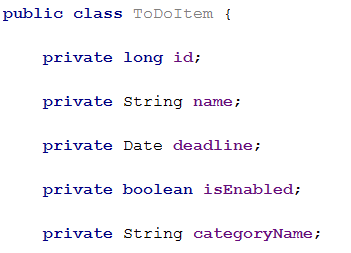 public class ToDoItem {
private long id;
private String name;
private Date deadline;
private boolean isEnabled;
private String categoryName;